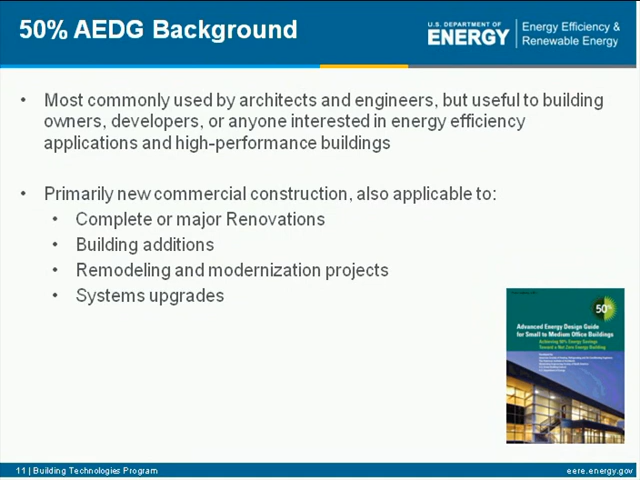 50% AEDG Background
U.S. DEPARTMENT OF
ENERGY
Energy Efficiency &
Renewable Energy
• Most commonly used by architects and engineers, but useful to building
owners, developers, or anyone interested in energy efficiency
applications and high-performance buildings
• Primarily new commercial construction, also applicable to:
• Complete or major Renovations
• Building additions
• Remodeling and modernization projects
• Systems upgrades
50%
Advanced Energy Design Guide
for Small to Medium Office Buildings
Achieving 50% Energy Savings
Toward a Net Zero Energy Building
11 | Building Technologies Program
eere.energy.gov